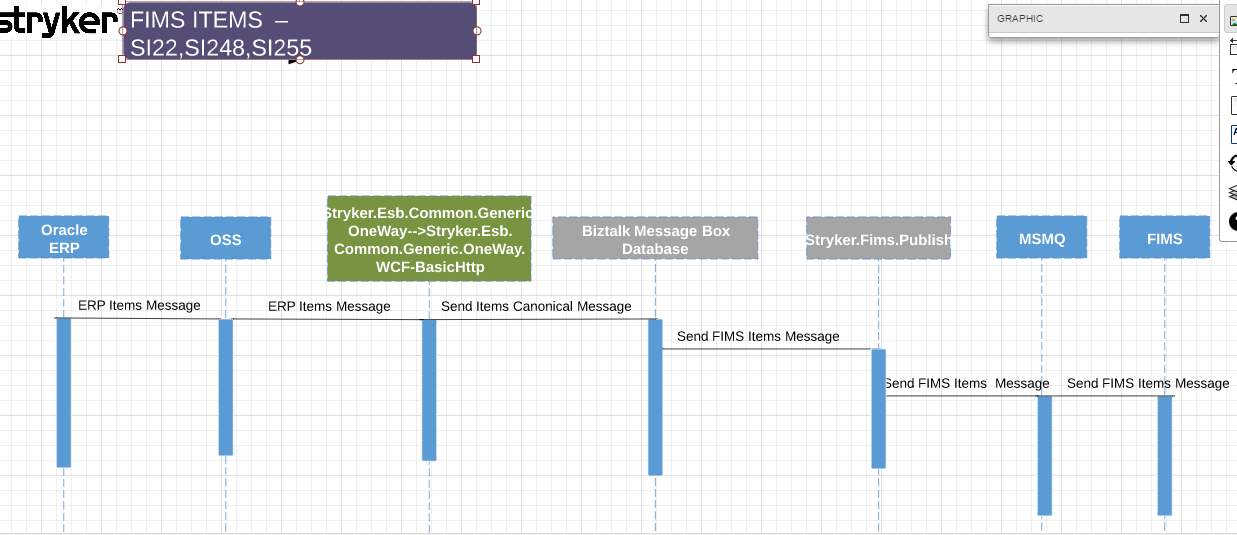 stryker
FIMS ITEMS –
SI22,SI248,SI255
GRAPHIC
Oracle
ERP
OSS
Stryker.Esb.Common.Generic
OneWay-->Stryker.Esb.
Common.Generic.OneWay.
WCF-BasicHttp
Biztalk Message Box
Database
Stryker.Fims.Publish
MSMQ
FIMS
ERP Items Message
ERP Items Message
Send Items Canonical Message
Send FIMS Items Message
Send FIMS Items Message
Send FIMS Items Message